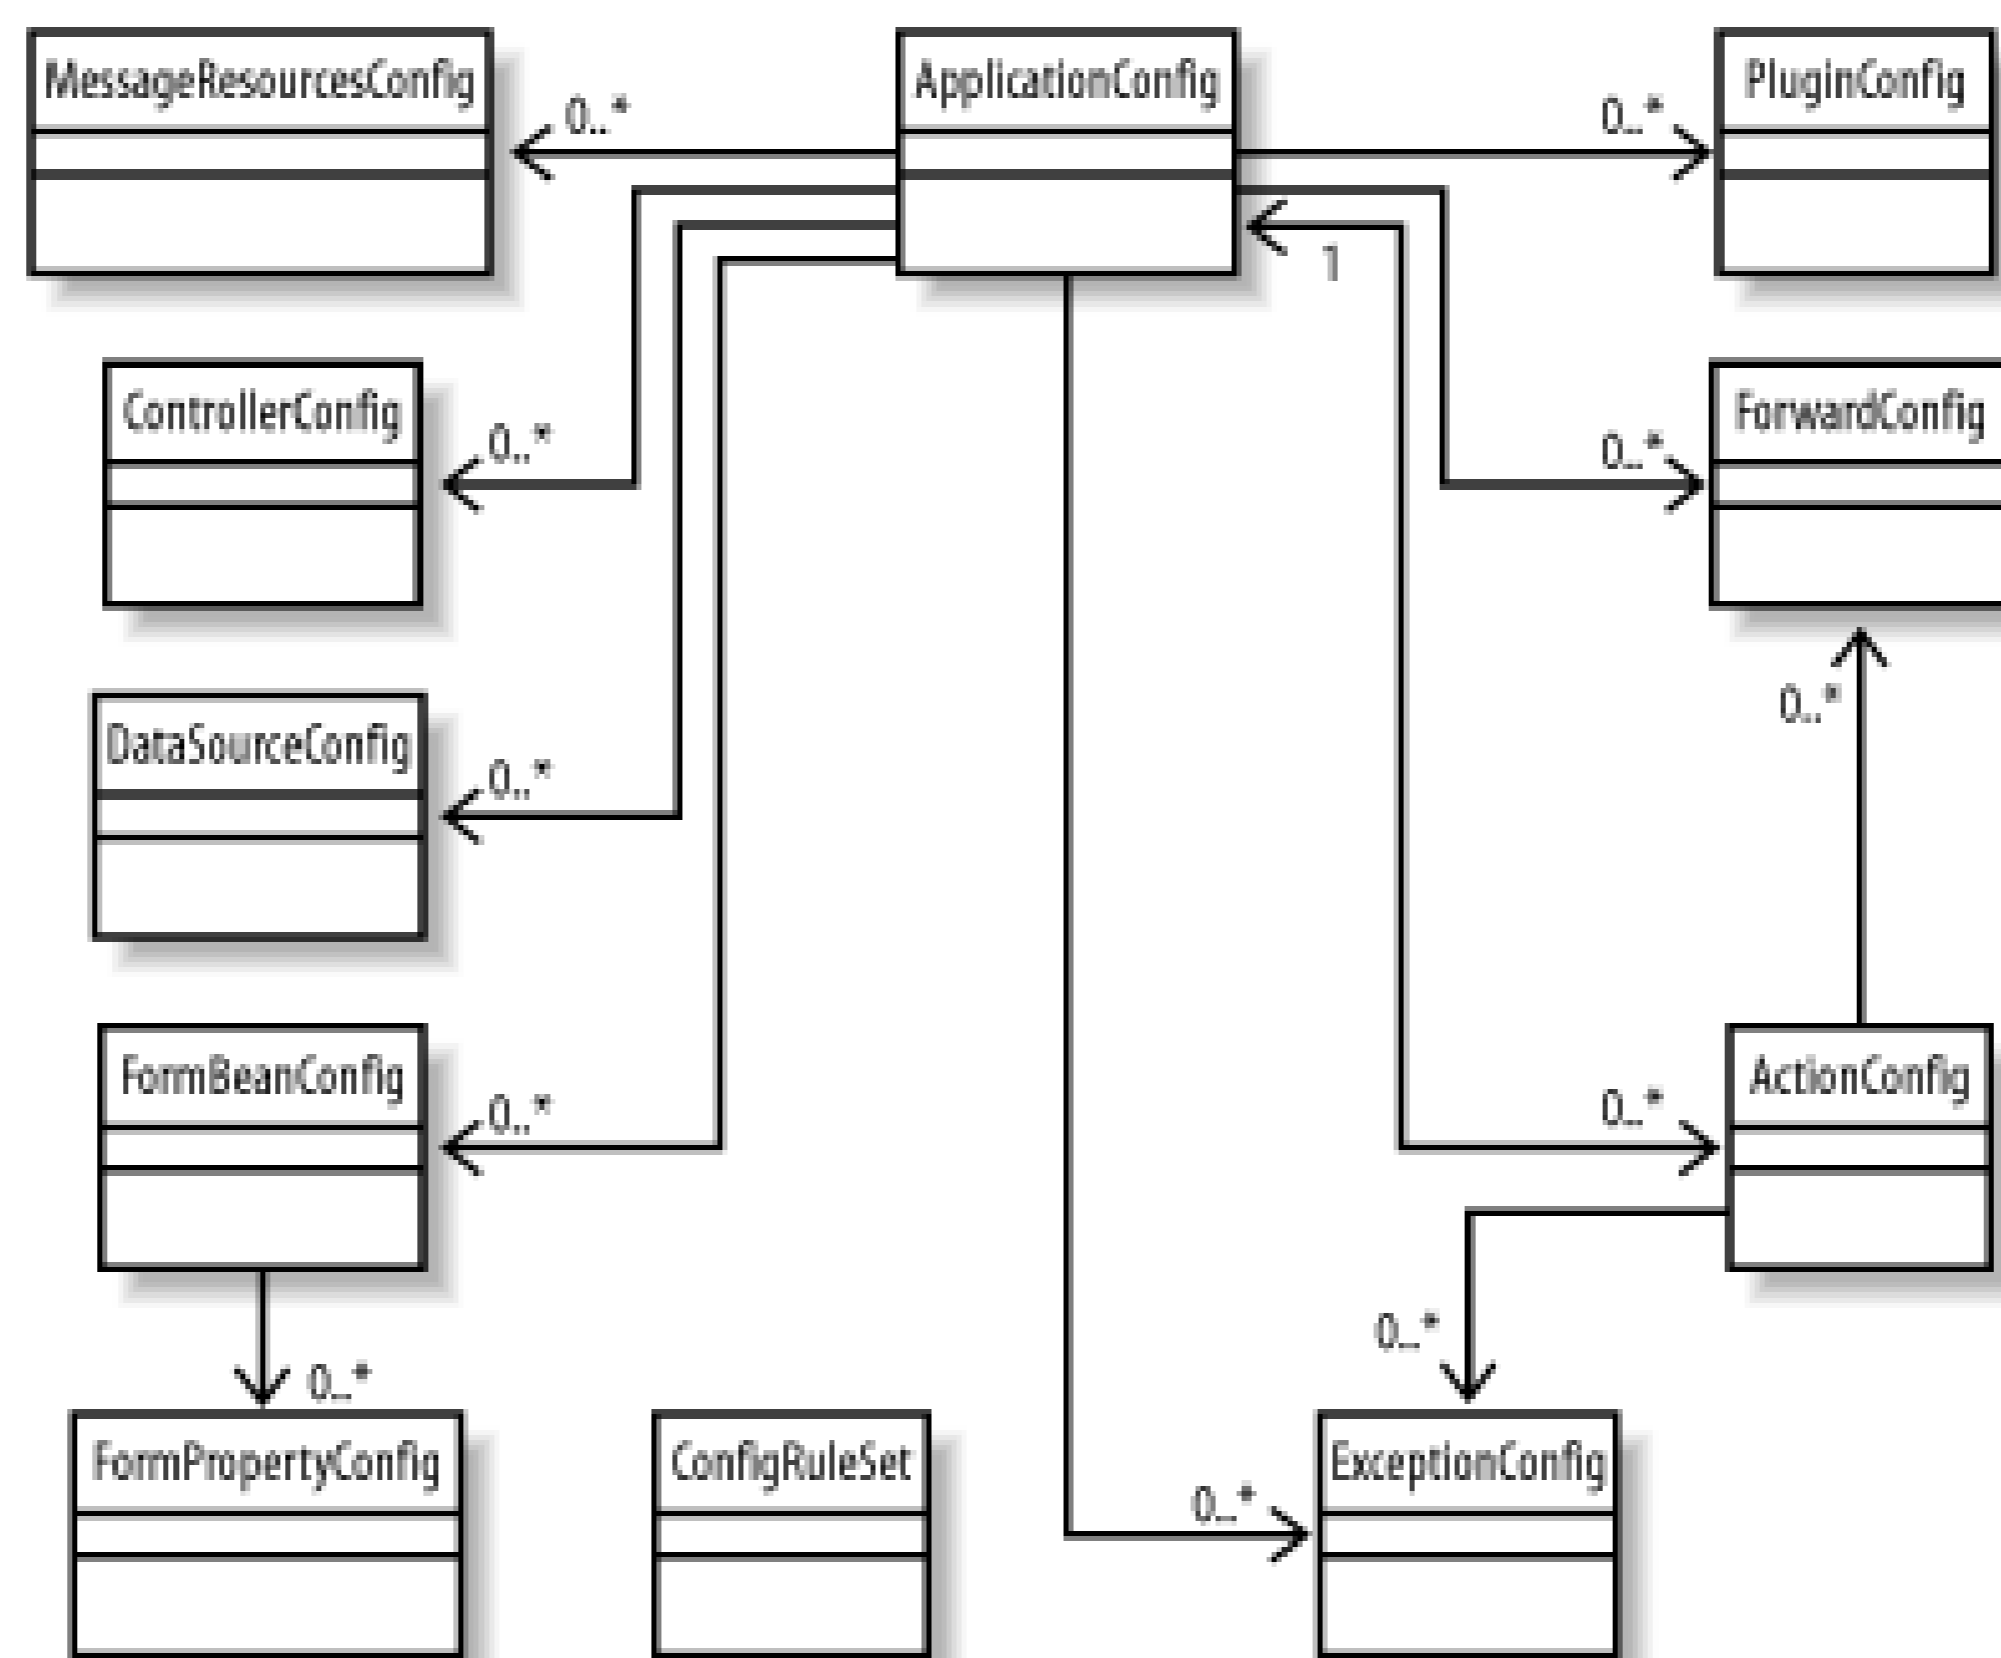 MessageResourcesConfig
ApplicationConfig
PluginConfig
0..*
0..*
1
ControllerConfig
ForwardConfig
0..*
0..*
DataSourceConfig
0..*
0..*
FormBeanConfig
ActionConfig
0..*
0..*
0..*
0..*
FormPropertyConfig
ConfigRuleSet
ExceptionConfig
0..*